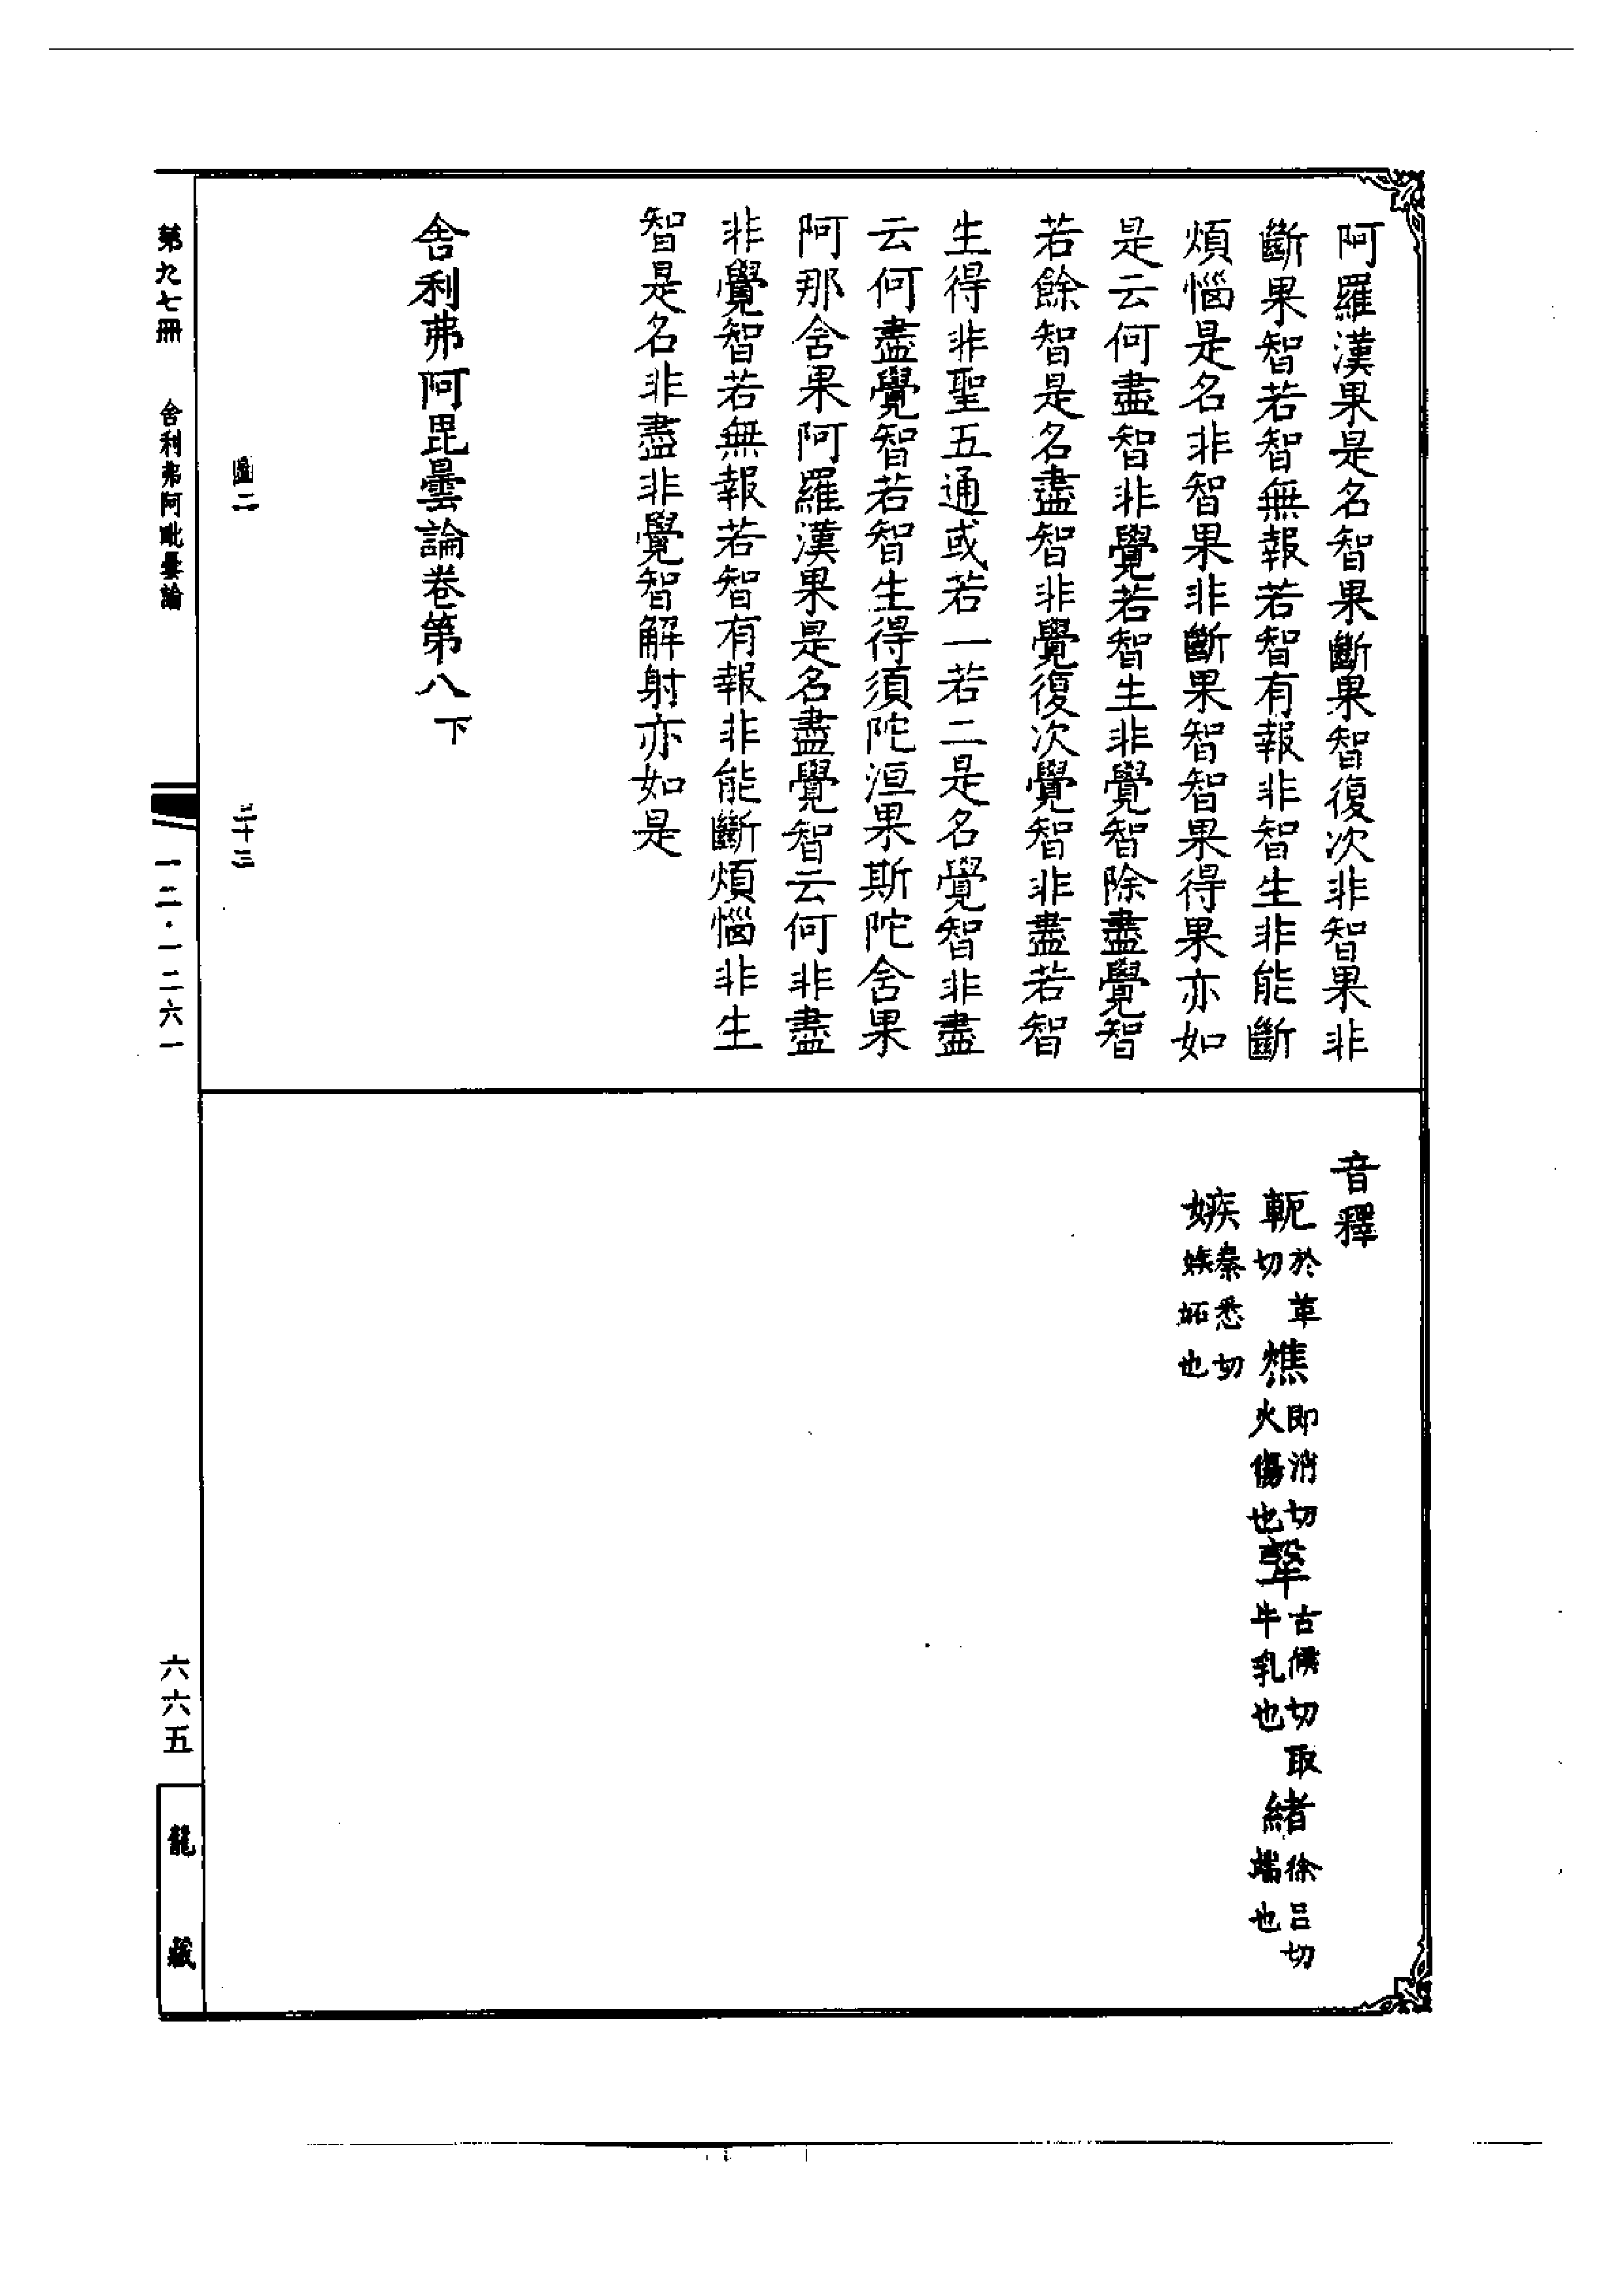 阿羅漢果是名智果斷果智復次非智果非
斷果智若智無報若智有報非智生非能斷
煩惱是名非智果非斷果智智果得果亦如
是云何盡智非覺若智生非覺智除盡覺智
若餘智是名盡智非覺復次覺智非盡若智
生得非聖五通或若一若二是名覺智非盡
云何盡覺智若智生得須陀洹果斯陀舍果
阿那舍果阿羅漢果是名盡覺智云何非盡
非覺智若無報若智有報非能斷煩惱非生
智是名非盡非覺智解射亦如是
舍利弗阿毘曇論卷第八下
圖二
二十三
第九七冊
舍利弗阿毗曇論
一二·一二六一
六六五
龍藏
音釋
軛於革切 燋即消切火傷也 㹌古候切取牛乳也 緒徐呂切端也
嫉秦悉切嫉妬也